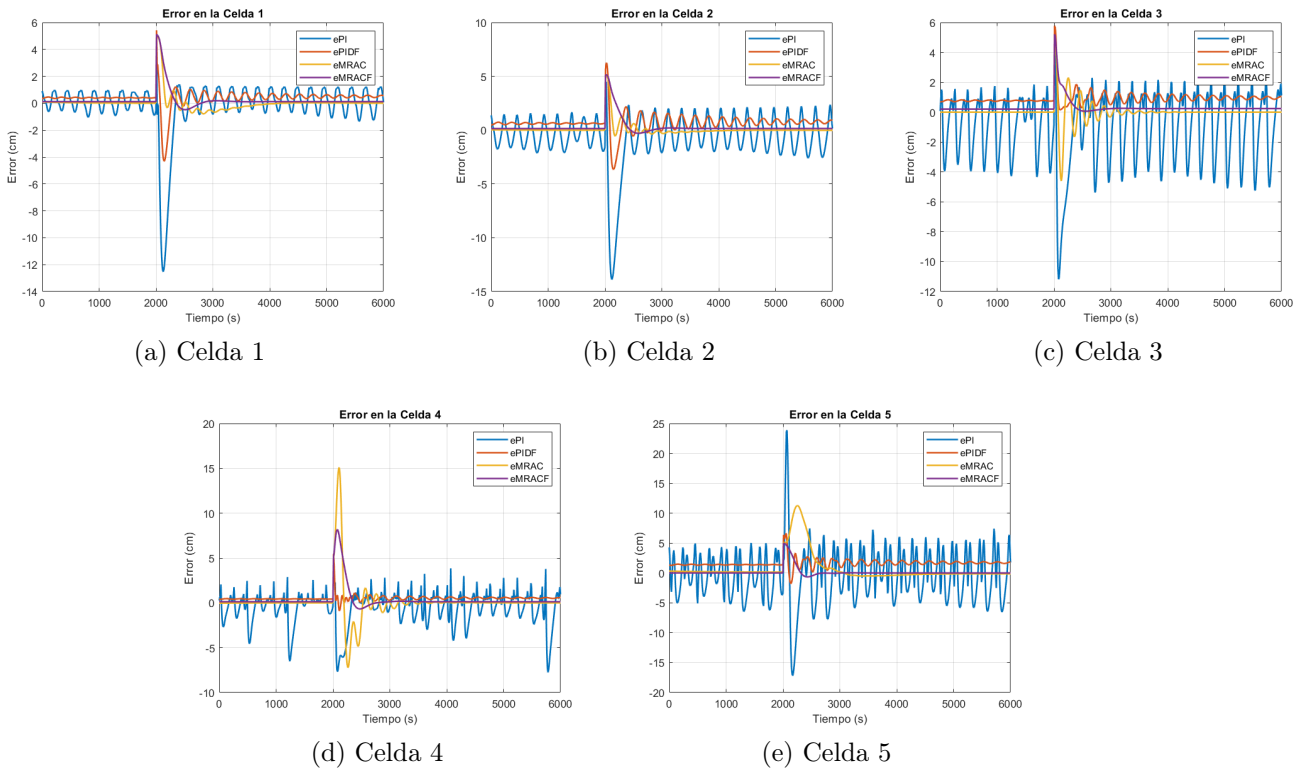 Error en la Celda 1
6
4
2
0
-2
-4
-6
-8
-10
-12
-14
Error (cm)
ePI
ePIDF
eMRAC
eMRACF
0 1000 2000 3000 4000 5000 6000
Tiempo (s)
(a) Celda 1
Error en la Celda 2
10
5
0
-5
-10
-15
Error (cm)
ePI
ePIDF
eMRAC
eMRACF
0 1000 2000 3000 4000 5000 6000
Tiempo (s)
(b) Celda 2
Error en la Celda 3
6
4
2
0
-2
-4
-6
-8
-10
-12
Error (cm)
ePI
ePIDF
eMRAC
eMRACF
0 1000 2000 3000 4000 5000 6000
Tiempo (s)
(c) Celda 3
Error en la Celda 4
20
15
10
5
0
-5
-10
Error (cm)
ePI
ePIDF
eMRAC
eMRACF
0 1000 2000 3000 4000 5000 6000
Tiempo (s)
(d) Celda 4
Error en la Celda 5
25
20
15
10
5
0
-5
-10
-15
-20
Error (cm)
ePI
ePIDF
eMRAC
eMRACF
0 1000 2000 3000 4000 5000 6000
Tiempo (s)
(e) Celda 5